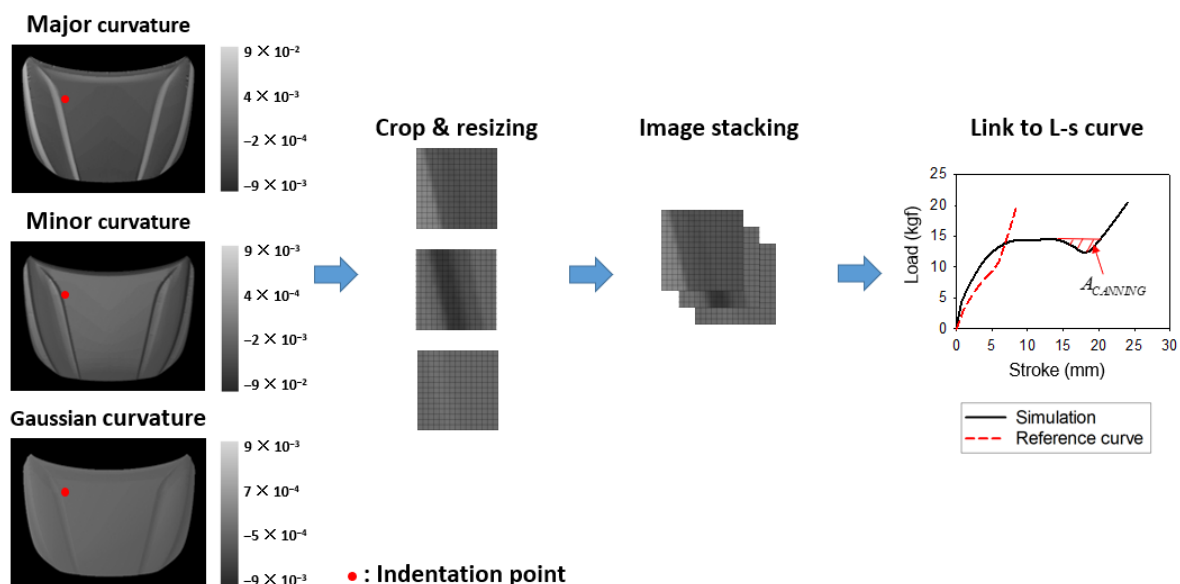 Major curvature
9 × 10⁻²
4 × 10⁻³
–2 × 10⁻⁴
–9 × 10⁻³
Minor curvature
9 × 10⁻³
4 × 10⁻⁴
–2 × 10⁻³
–9 × 10⁻²
Gaussian curvature
9 × 10⁻³
7 × 10⁻⁴
–5 × 10⁻⁴
–9 × 10⁻³
: Indentation point
Crop & resizing
Image stacking
Link to L-s curve
Load (kgf)
25
20
15
10
5
0
A_CANNING
0 5 10 15 20 25 30
Stroke (mm)
Simulation
Reference curve